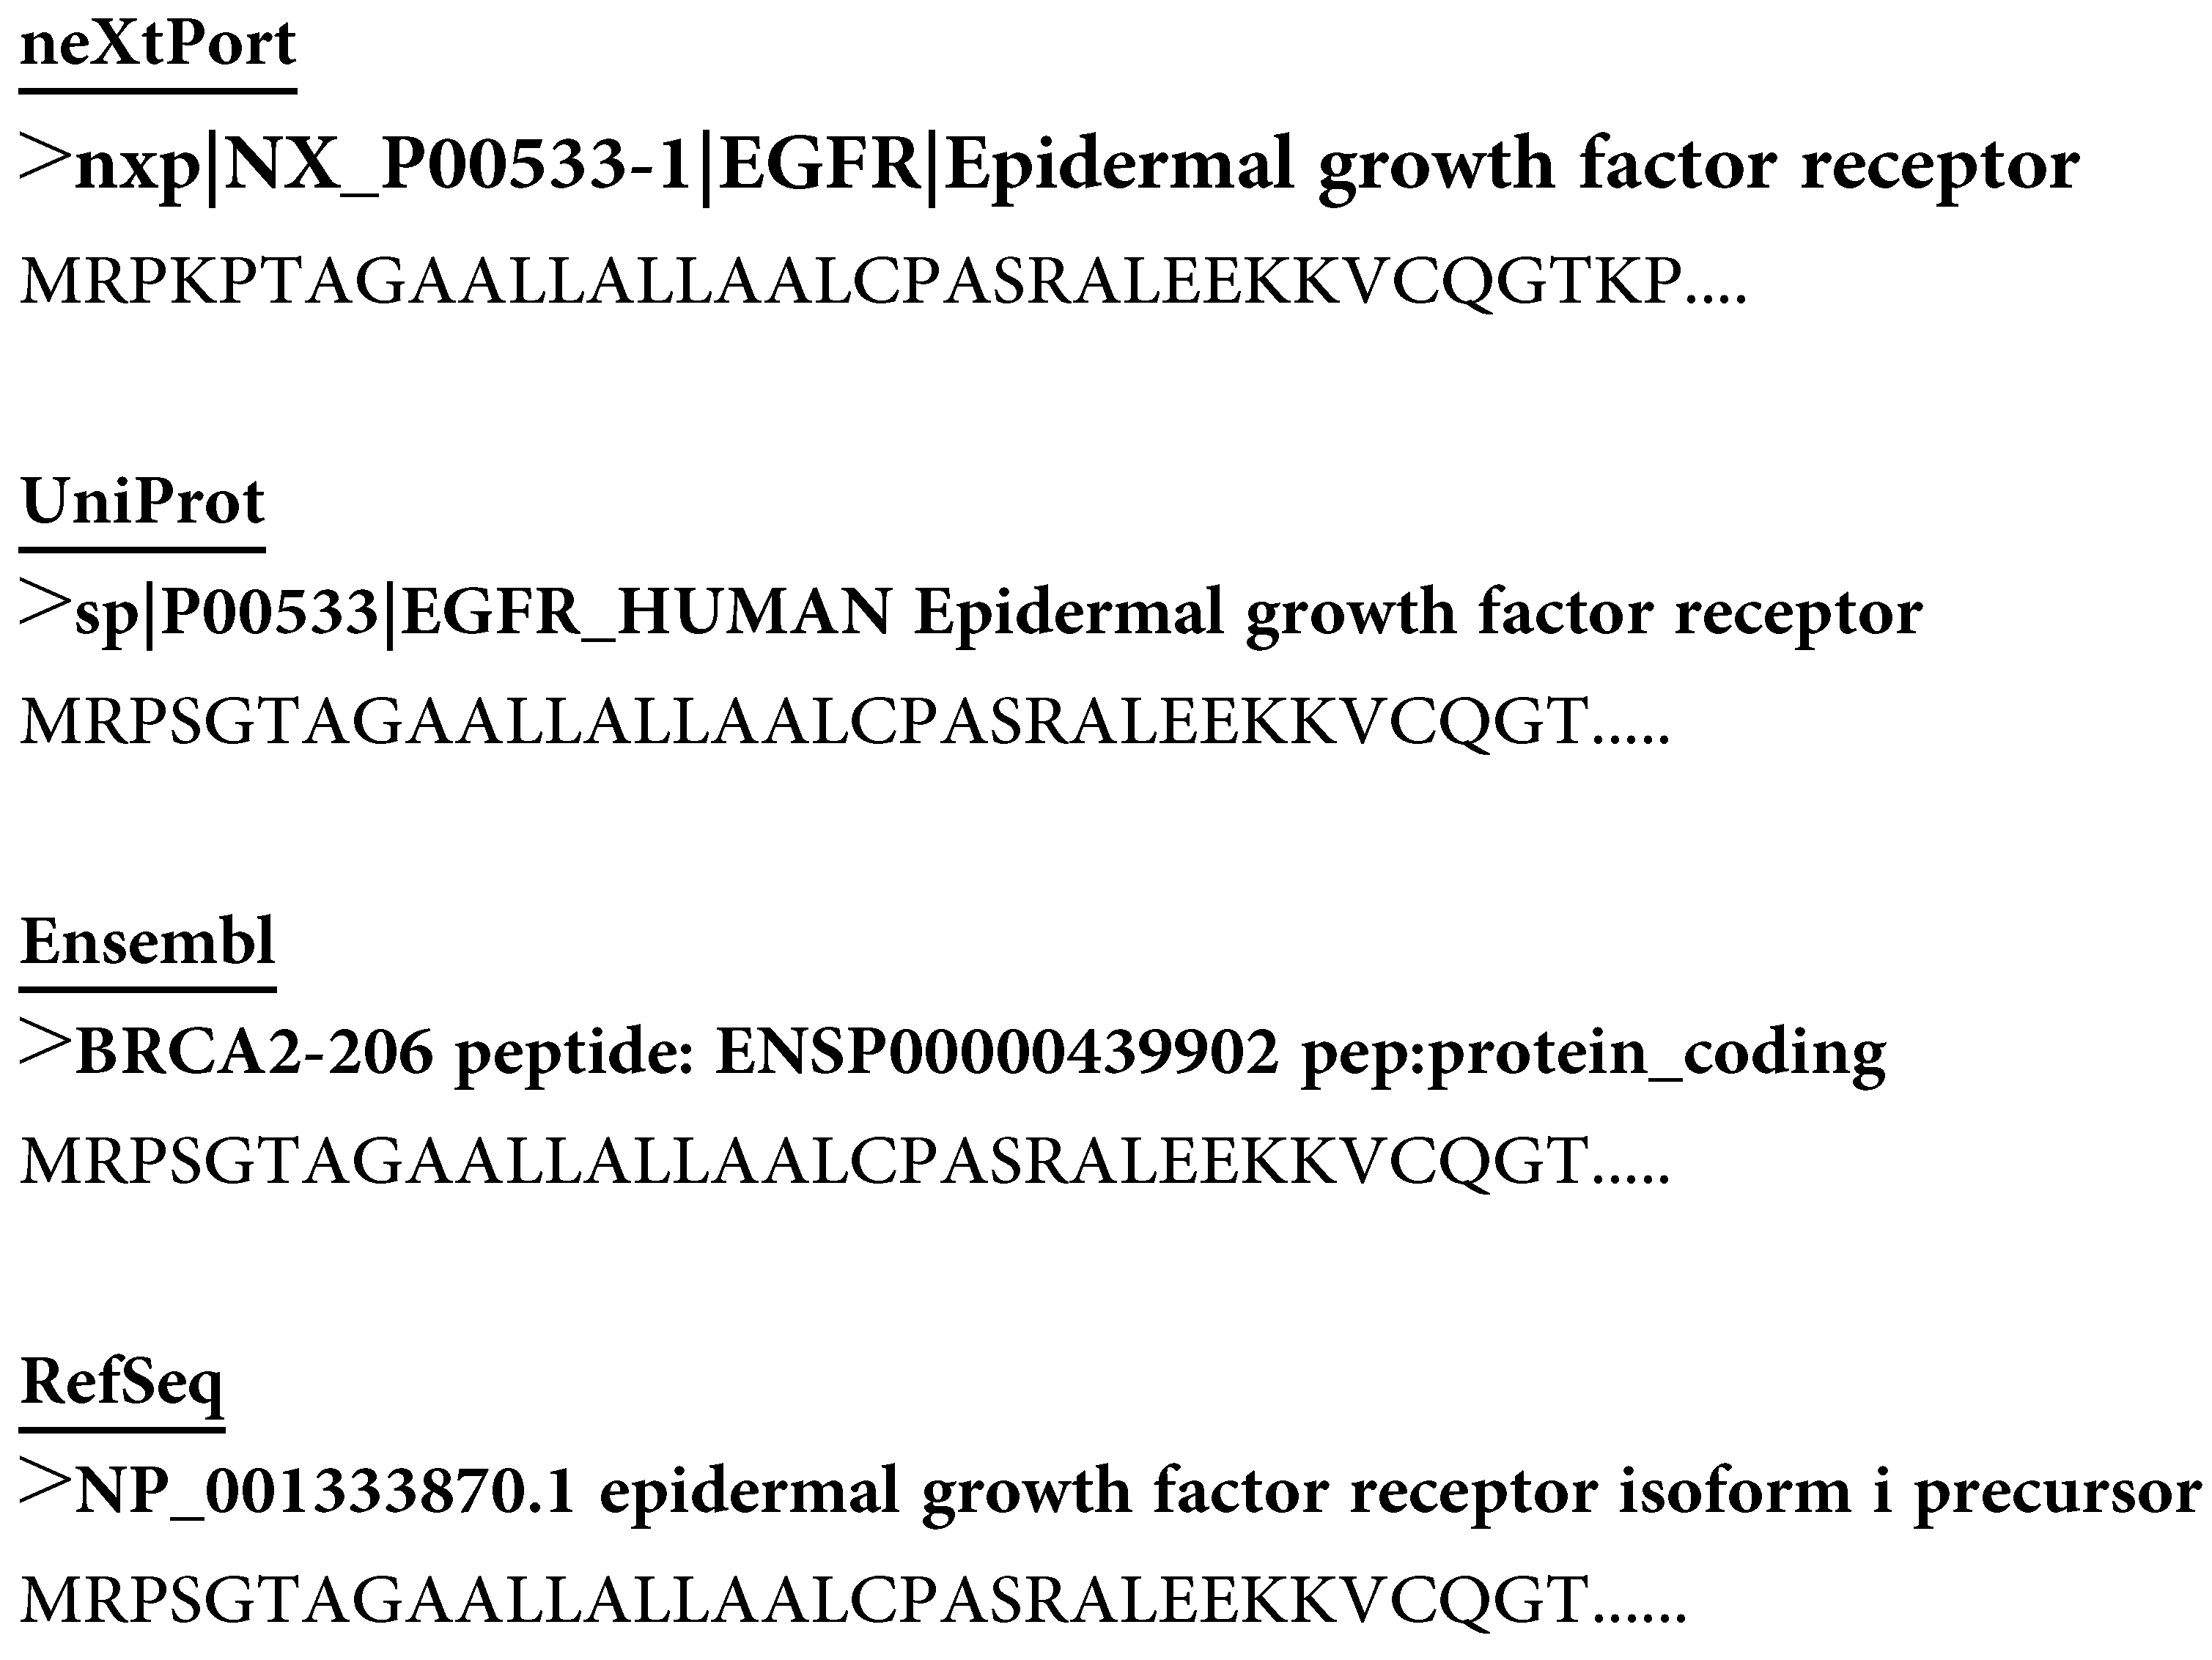 neXtPort
>nxp|NX_P00533-1|EGFR|Epidermal growth factor receptor
MRPKPTAGAALLALLAALCPASRALEEKKVCQGTKP....
UniProt
>sp|P00533|EGFR_HUMAN Epidermal growth factor receptor
MRPSGTAGAALLALLAALCPASRALEEKKVCQGT.....
Ensembl
>BRCA2-206 peptide: ENSP00000439902 pep:protein_coding
MRPSGTAGAALLALLAALCPASRALEEKKVCQGT.....
RefSeq
>NP_001333870.1 epidermal growth factor receptor isoform i precursor
MRPSGTAGAALLALLAALCPASRALEEKKVCQGT......